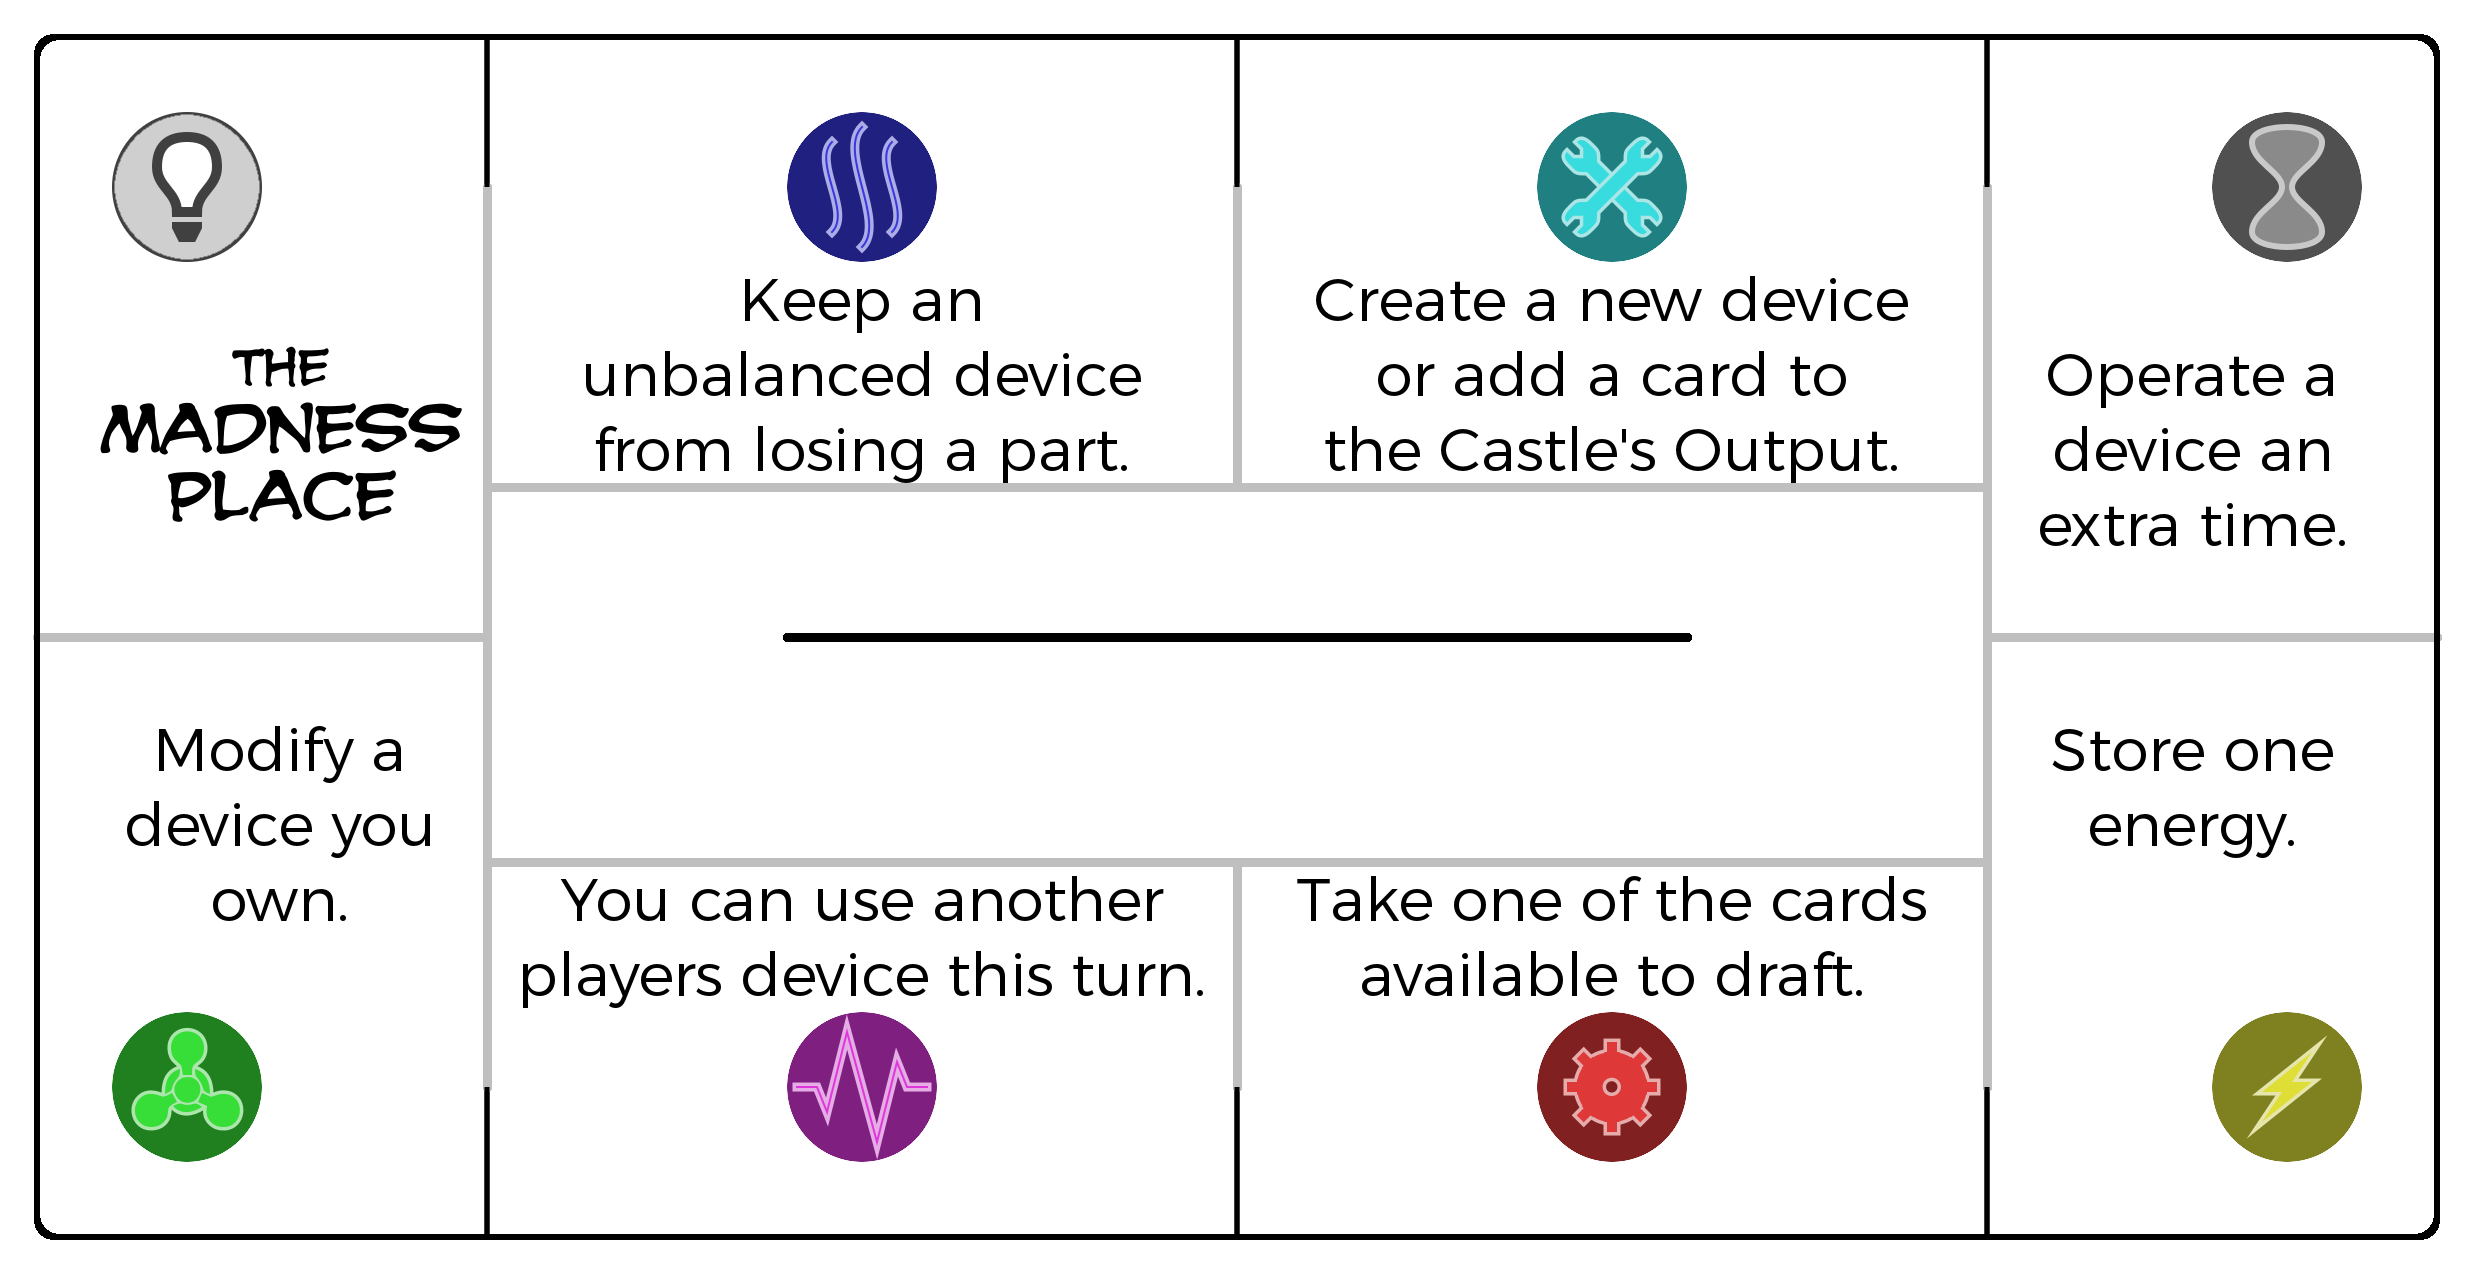 THE
MADNESS
PLACE
Keep an
unbalanced device
from losing a part.
Create a new device
or add a card to
the Castle's Output.
Operate a
device an
extra time.
Modify a
device you
own.
You can use another
players device this turn.
Take one of the cards
available to draft.
Store one
energy.